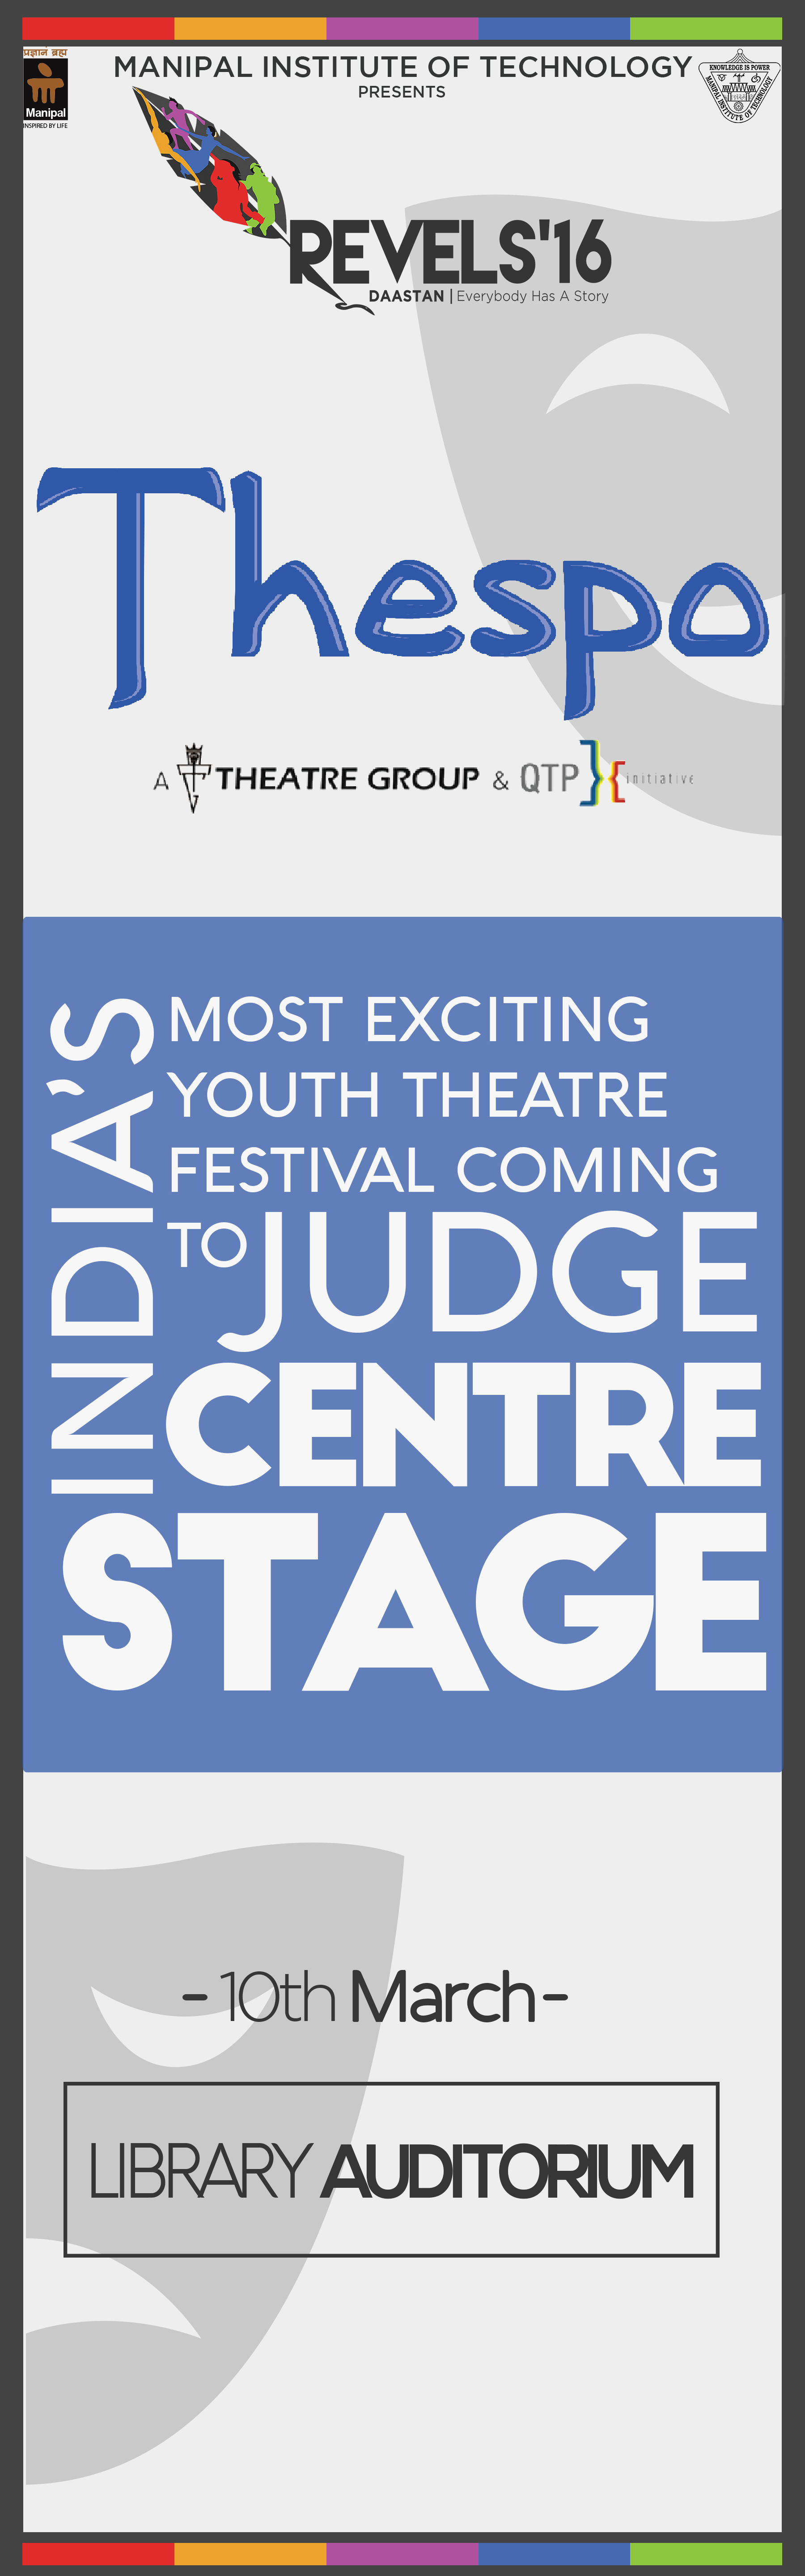 प्रज्ञानं ब्रह्म
Manipal
INSPIRED BY LIFE
MANIPAL INSTITUTE OF TECHNOLOGY
PRESENTS
KNOWLEDGE IS POWER
MANIPAL INSTITUTE OF TECHNOLOGY
REVELS'16
DAASTAN | Everybody Has A Story
Thespo
A THEATRE GROUP & QTP initiative
INDIA'S
MOST EXCITING
YOUTH THEATRE
FESTIVAL COMING
TO JUDGE
CENTRE
STAGE
- 10th March -
LIBRARY AUDITORIUM